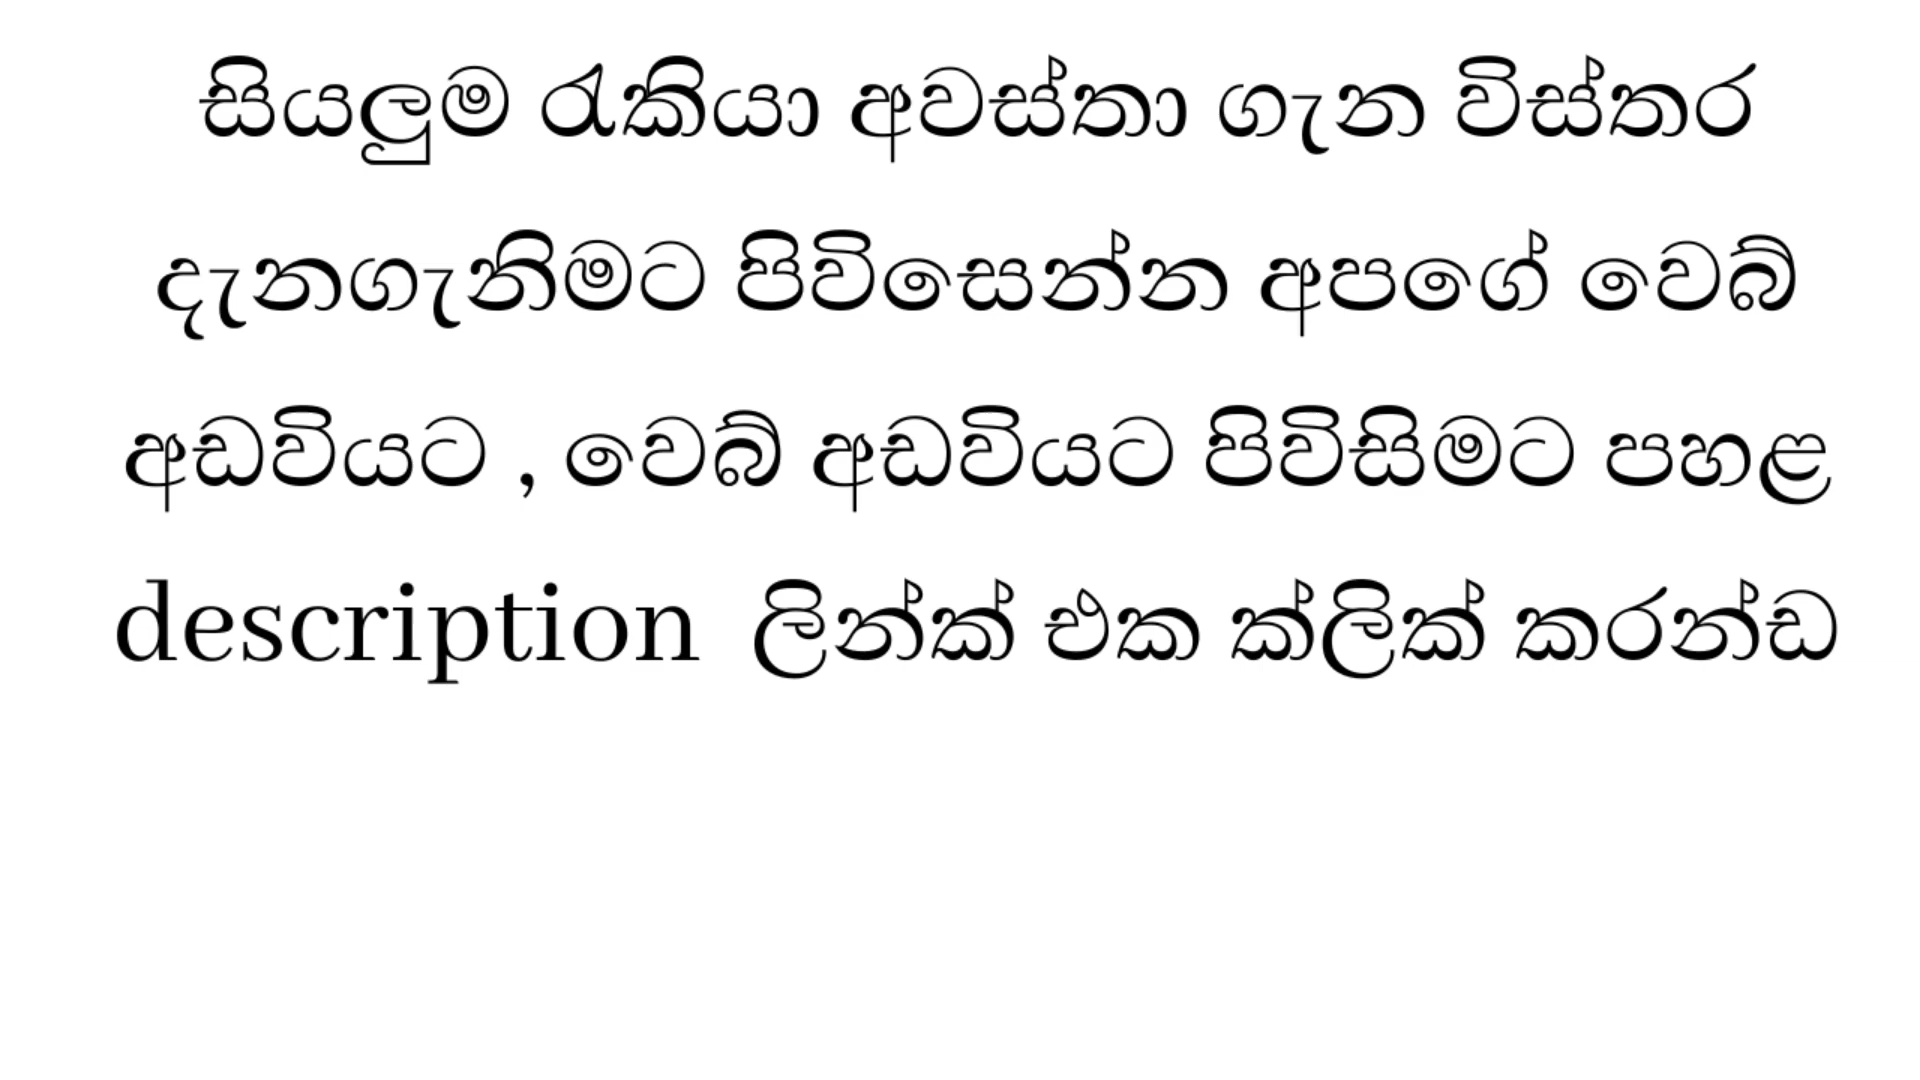 සියලුම රැකියා අවස්තා ගැන විස්තර
දැනගැනිමට පිවිසෙන්න අපගේ වෙබ්
අඩවියට , වෙබ් අඩවියට පිවිසිමට පහළ
description ලින්ක් එක ක්ලික් කරන්ඩ